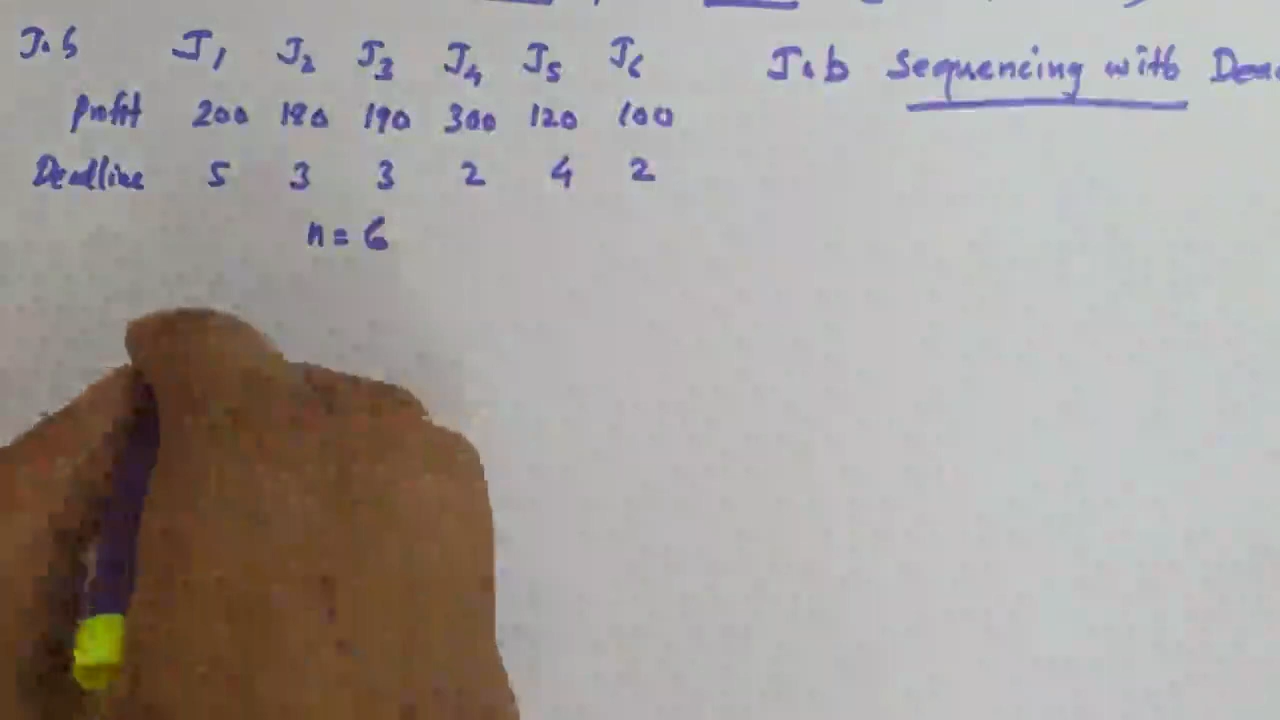 Job J1 J2 J3 J4 J5 J6
Profit 200 180 190 300 120 100
Deadline 5 3 3 2 4 2
n = 6
Job Sequencing with